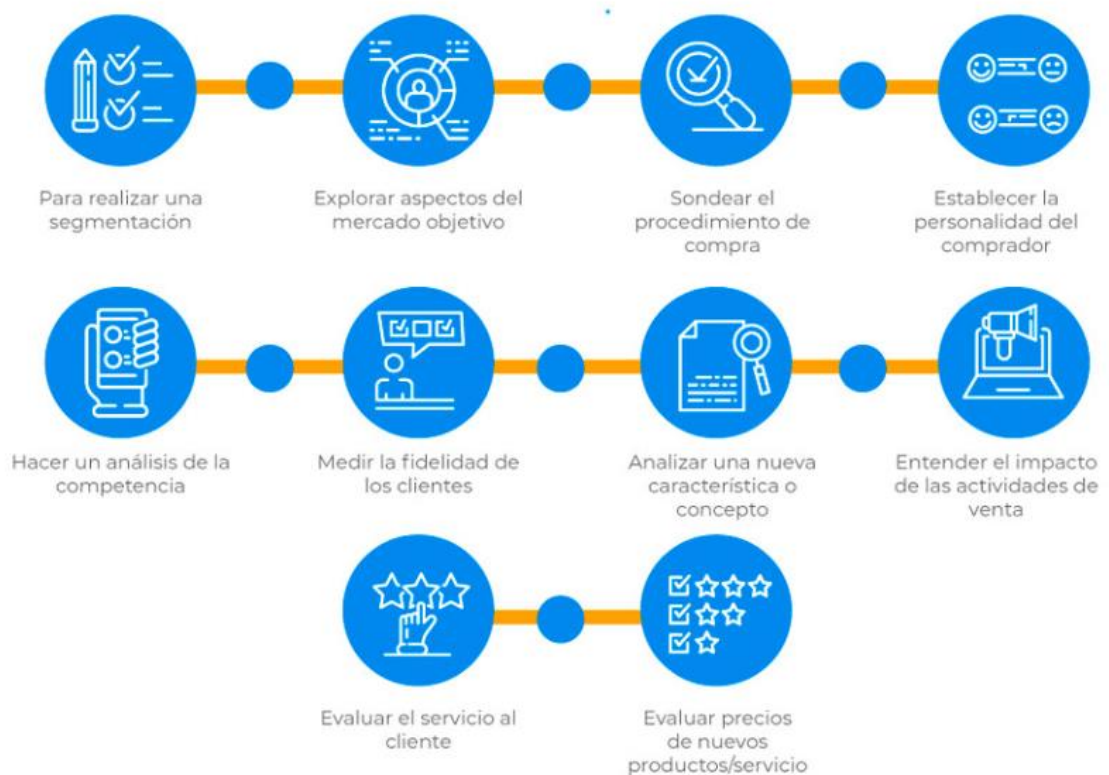 Para realizar una
segmentación
Explorar aspectos del
mercado objetivo
Sondear el
procedimiento de
compra
Establecer la
personalidad del
comprador
Hacer un análisis de la
competencia
Medir la fidelidad de
los clientes
Analizar una nueva
característica o
concepto
Entender el impacto
de las actividades de
venta
Evaluar el servicio al
cliente
Evaluar precios
de nuevos
productos/servicio